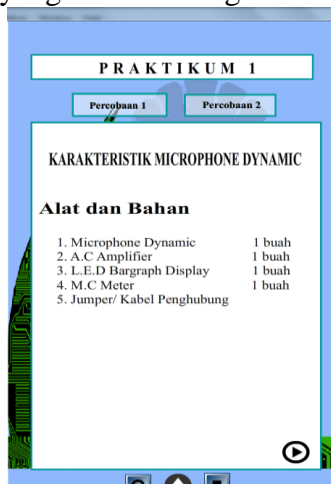 P R A K T I K U M 1
Percobaan 1 Percobaan 2
KARAKTERISTIK MICROPHONE DYNAMIC
Alat dan Bahan
1. Microphone Dynamic 1 buah
2. A.C Amplifier 1 buah
3. L.E.D Bargraph Display 1 buah
4. M.C Meter 1 buah
5. Jumper/ Kabel Penghubung